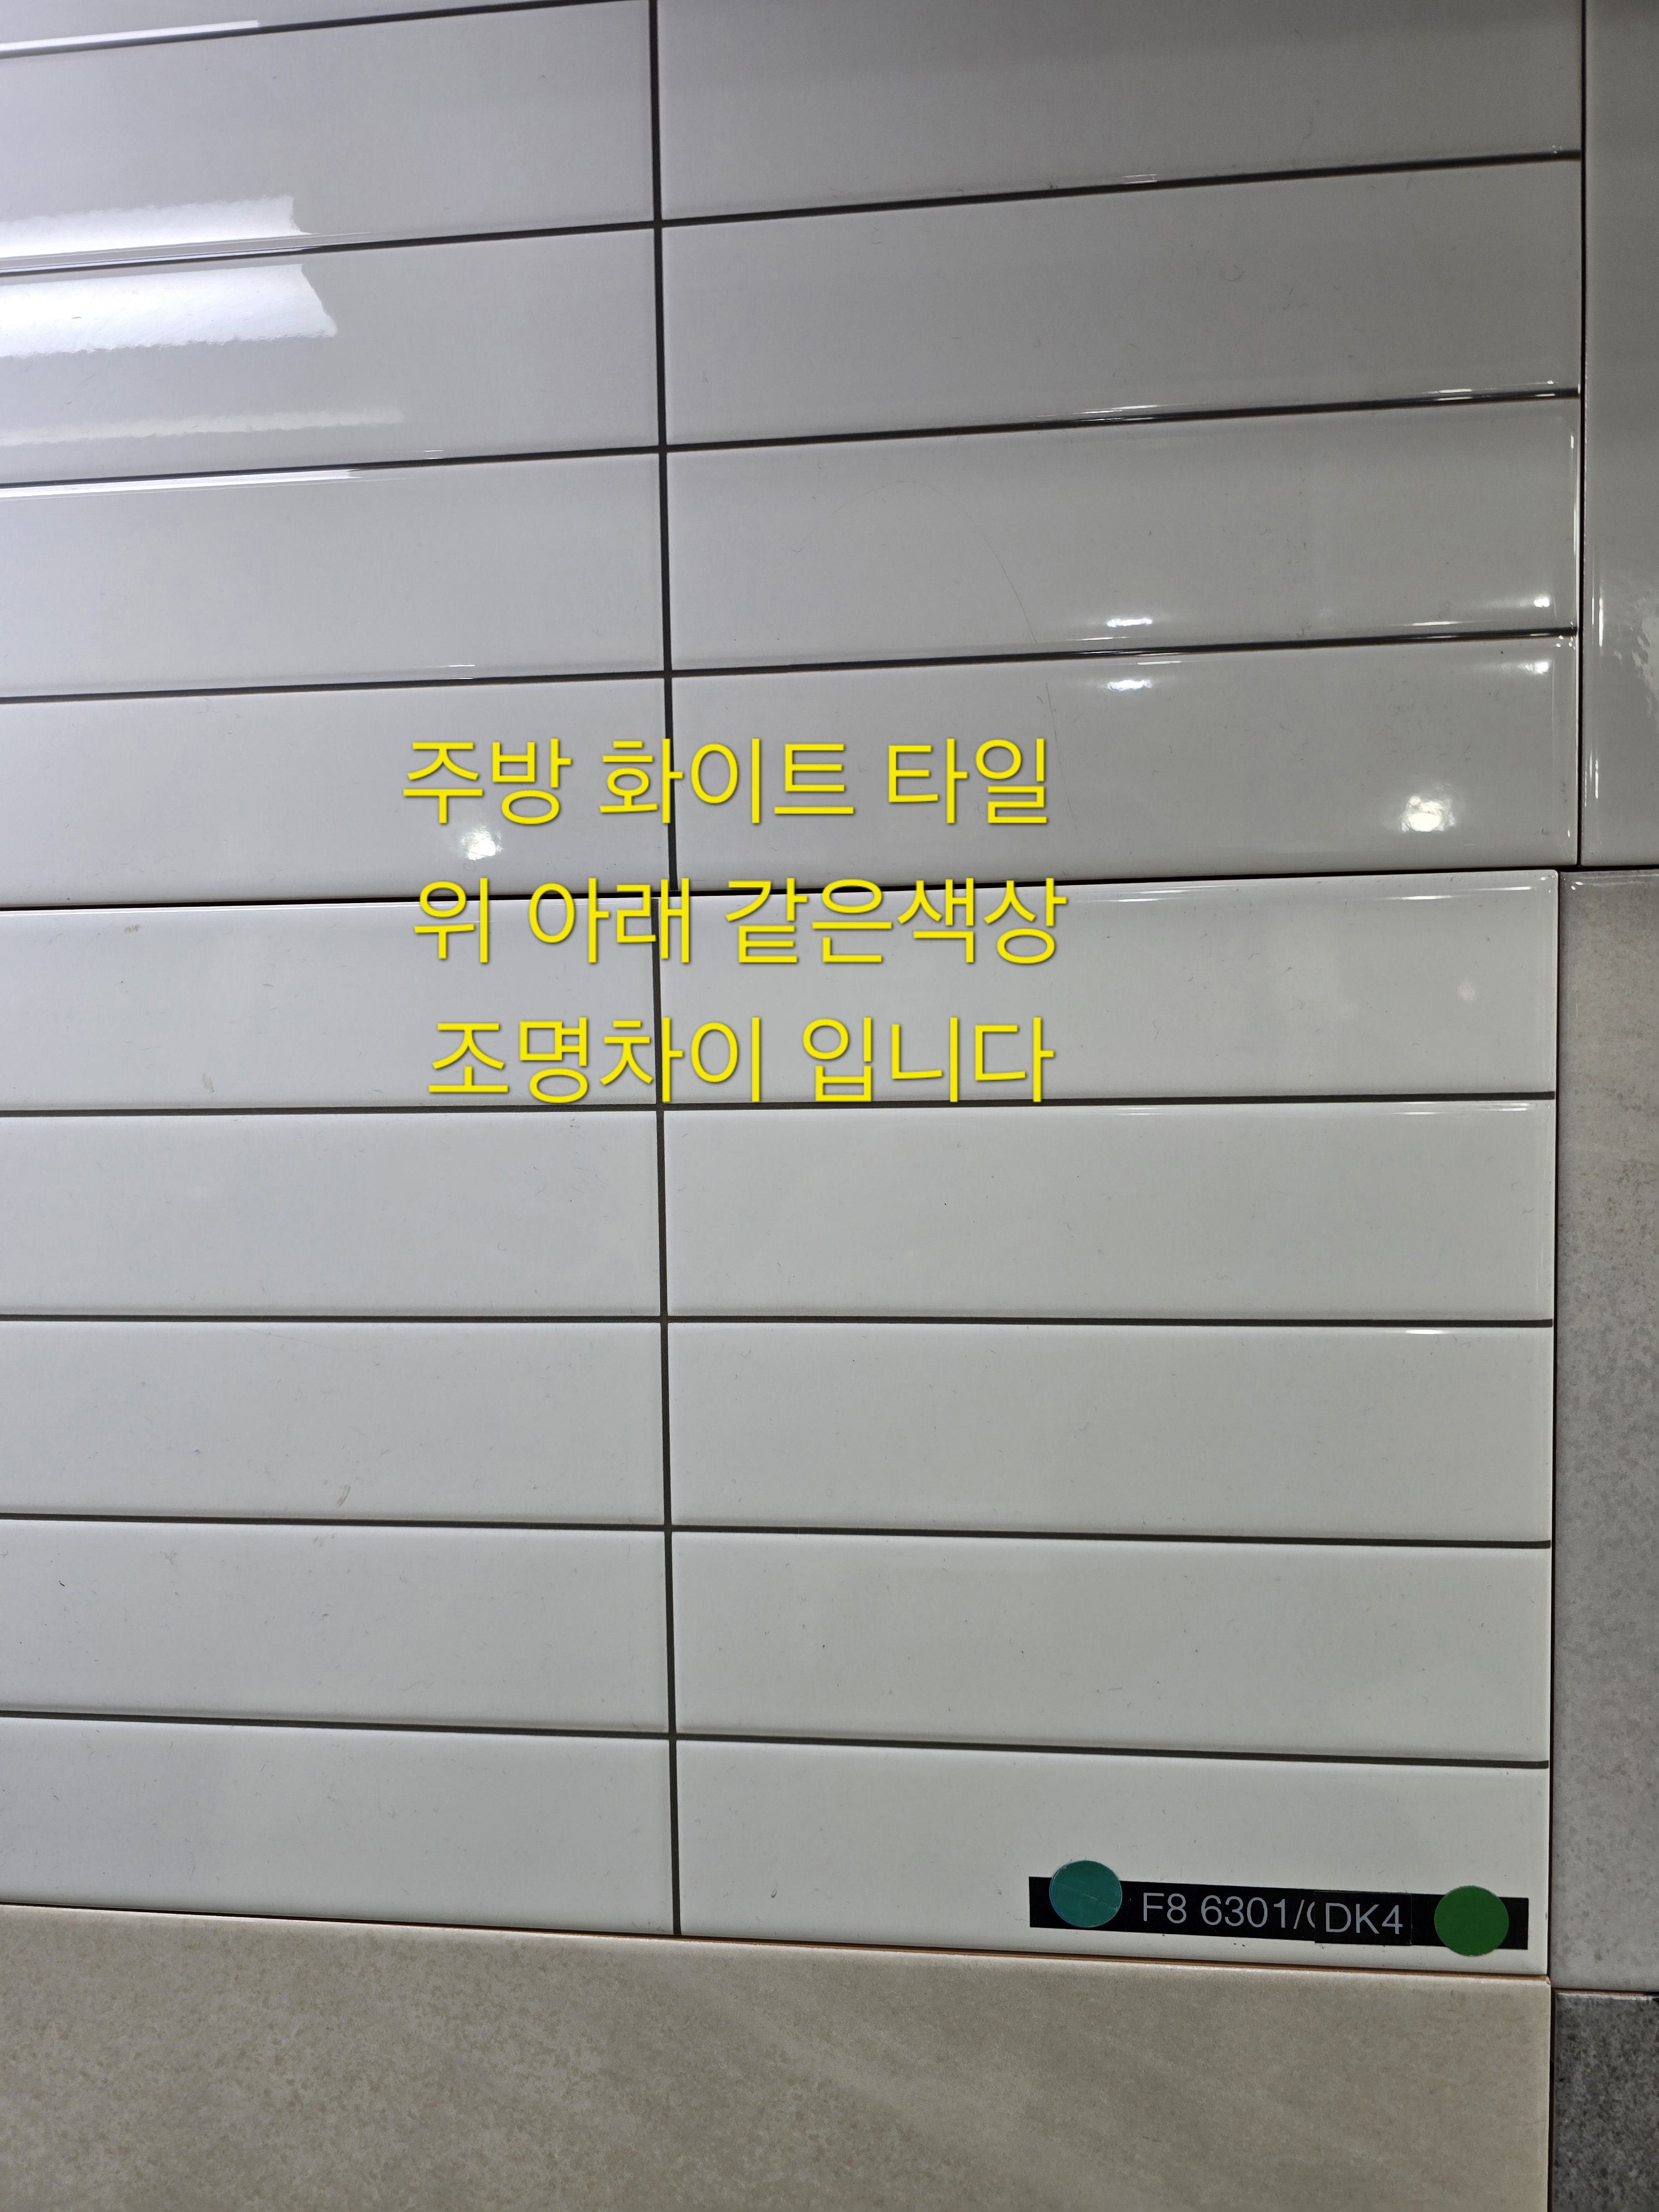 주방 화이트 타일
위 아래 같은색상
조명차이 입니다
F8 6301/ DK4